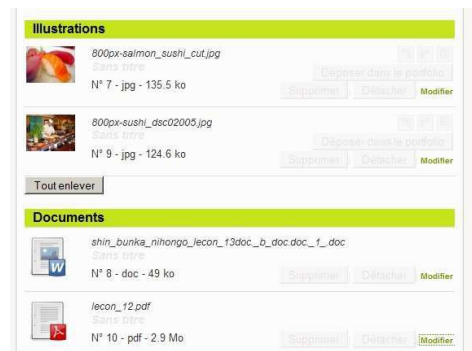 Illustrations
800px-salmon_sushi_cut.jpg
Sans titre
Déposer dans le portfolio
N° 7 - jpg - 135.5 ko
Supprimer Détacher Modifier
800px-sushi_dsc02005.jpg
Sans titre
Déposer dans le portfolio
N° 9 - jpg - 124.6 ko
Supprimer Détacher Modifier
Tout enlever
Documents
shin_bunka_nihongo_lecon_13doc._b_doc.doc._1_.doc
Sans titre
N° 8 - doc - 49 ko
Supprimer Détacher Modifier
lecon_12.pdf
Sans titre
N° 10 - pdf - 2.9 Mo
Supprimer Détacher Modifier